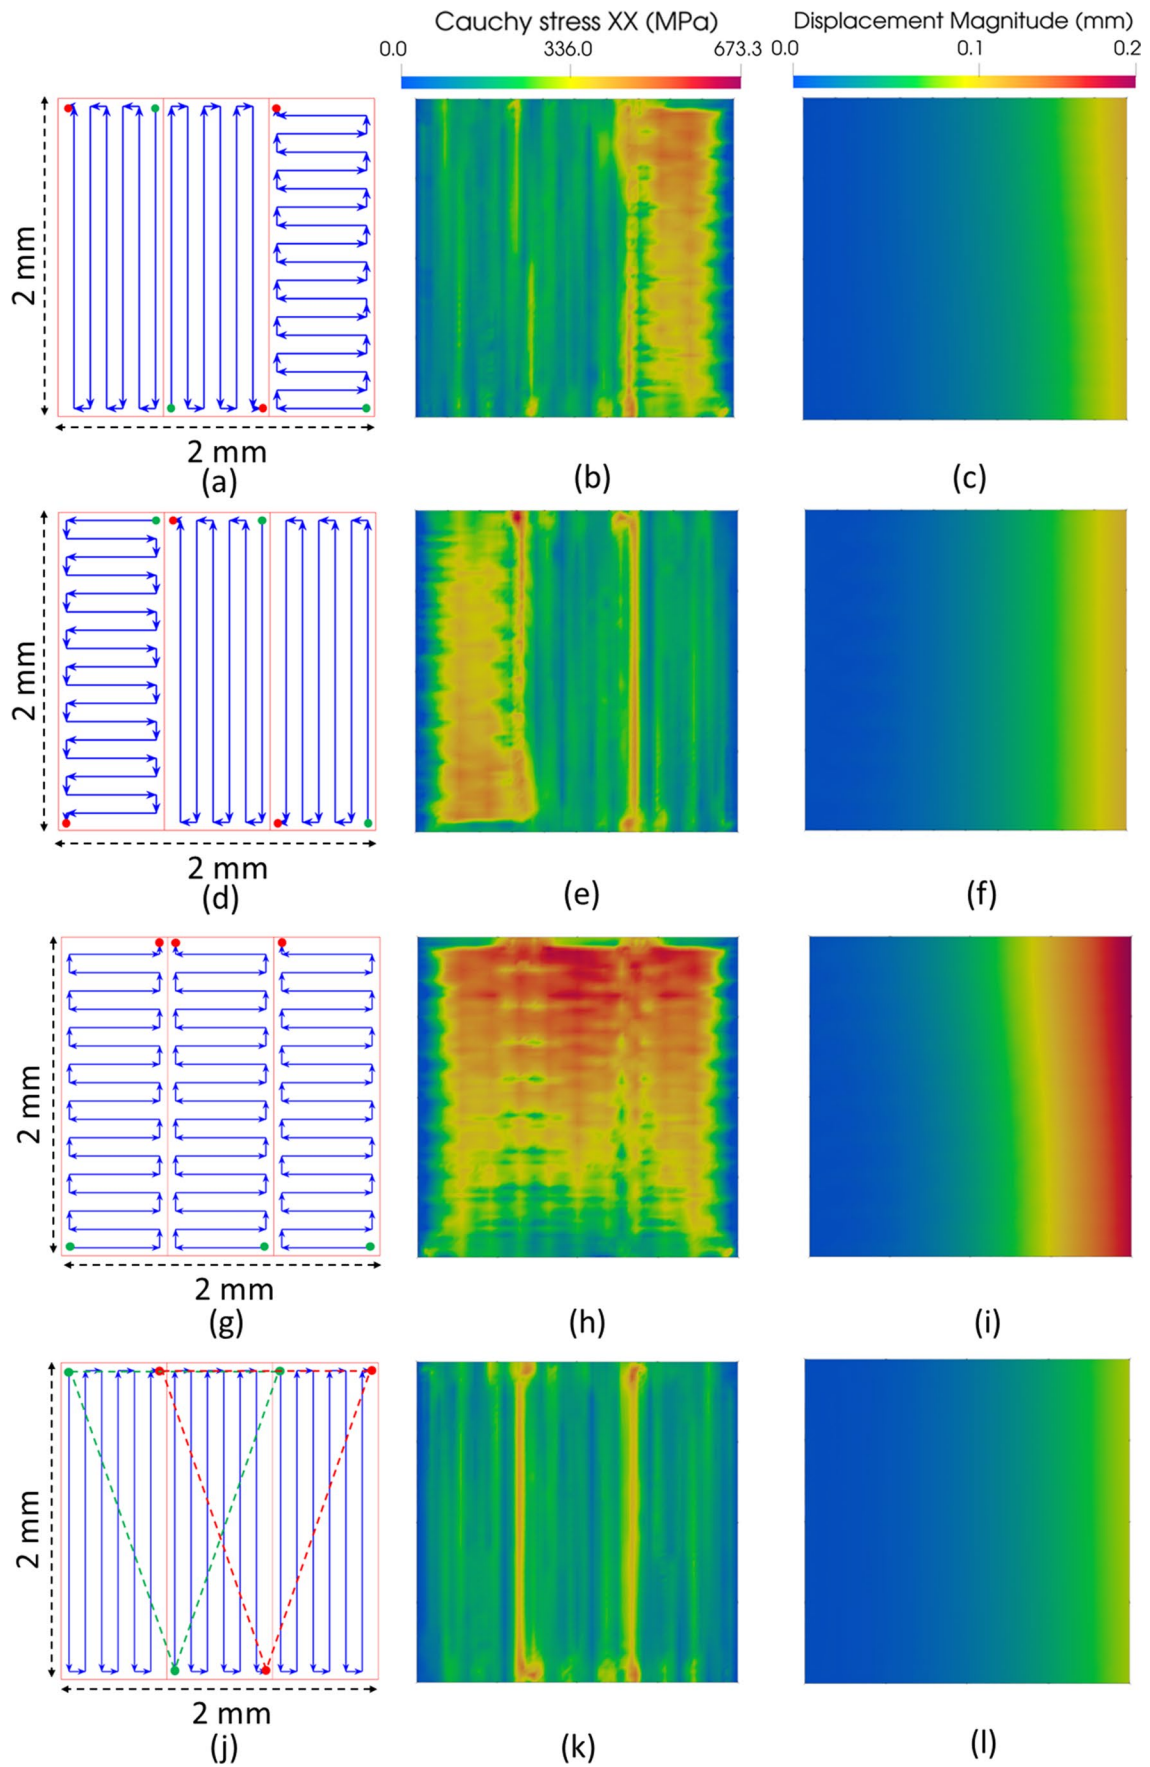 Cauchy stress XX (MPa)
Displacement Magnitude (mm)
0.0 336.0 673.3
0.0 0.1 0.2
2 mm
2 mm
(a)
(b)
(c)
2 mm
2 mm
(d)
(e)
(f)
2 mm
2 mm
(g)
(h)
(i)
2 mm
2 mm
(j)
(k)
(l)